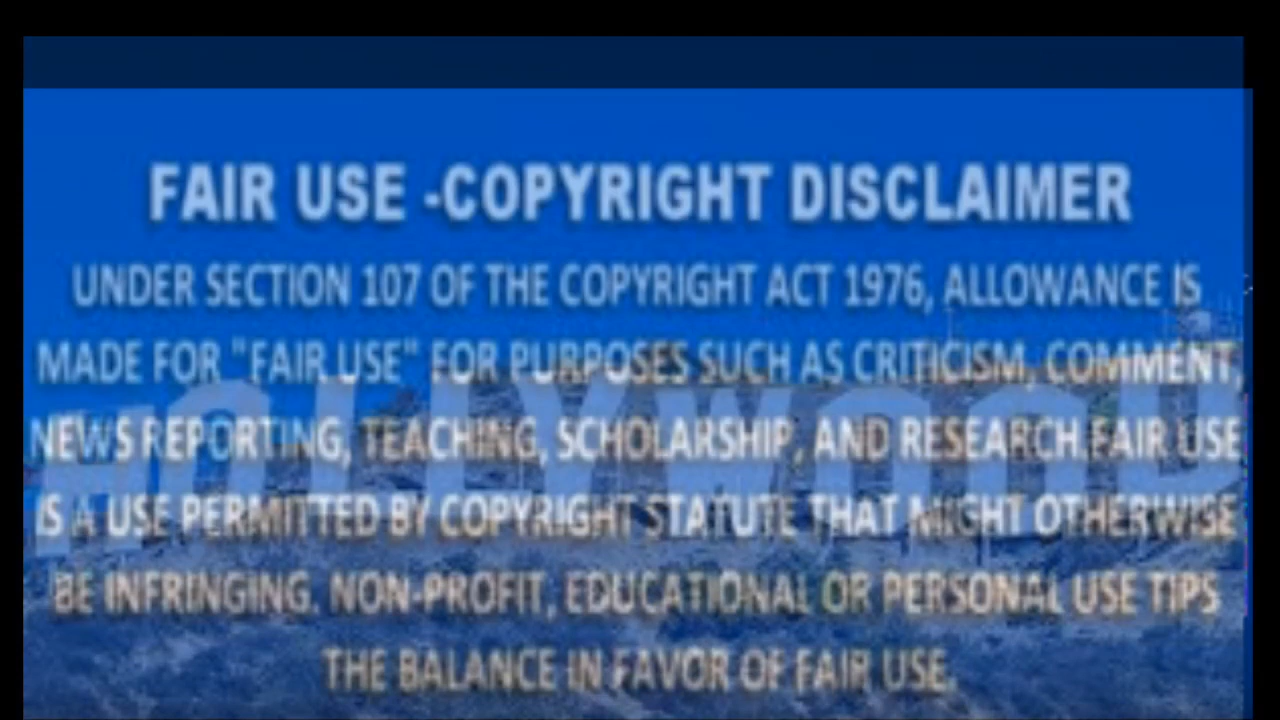 FAIR USE -COPYRIGHT DISCLAIMER
UNDER SECTION 107 OF THE COPYRIGHT ACT 1976, ALLOWANCE IS
MADE FOR "FAIR USE" FOR PURPOSES SUCH AS CRITICISM, COMMENT,
HOLLYWOOD
NEWS REPORTING, TEACHING, SCHOLARSHIP, AND RESEARCH.FAIR USE
IS A USE PERMITTED BY COPYRIGHT STATUTE THAT MIGHT OTHERWISE
BE INFRINGING. NON-PROFIT, EDUCATIONAL OR PERSONAL USE TIPS
THE BALANCE IN FAVOR OF FAIR USE.